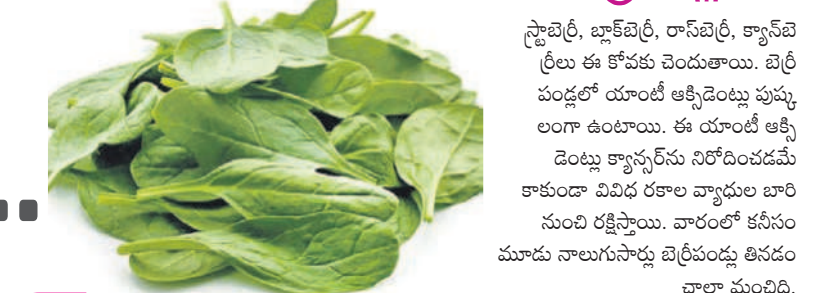 స్ట్రాబెర్రీ, బ్లాక్‌బెర్రీ, రాస్‌బెర్రీ, క్యాన్‌బె
ర్రీలు ఈ కోవకు చెందుతాయి. బెర్రీ
పండ్లలో యాంటీ ఆక్సిడెంట్లు పుష్క
లంగా ఉంటాయి. ఈ యాంటీ ఆక్సి
డెంట్లు క్యాన్సర్‌ను నిరోదించడమే
కాకుండా వివిధ రకాల వ్యాధుల బారి
నుంచి రక్షిస్తాయి. వారంలో కనీసం
మూడు నాలుగుసార్లు బెర్రీపండ్లు తినడం
చాలా మంచిది.